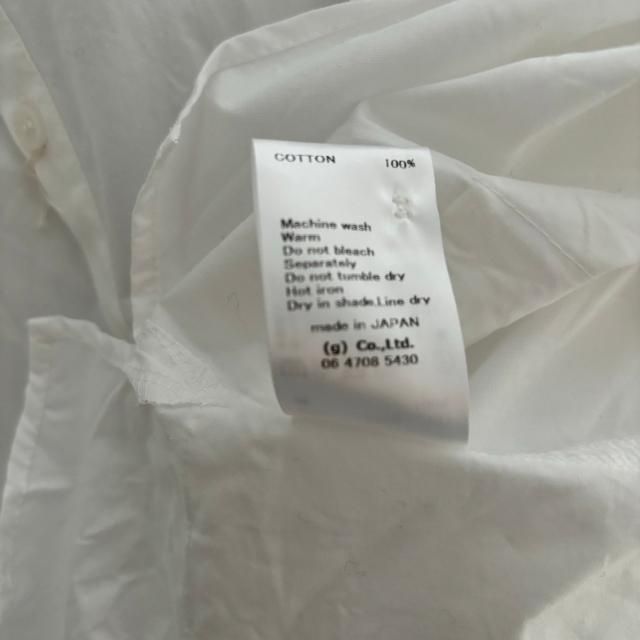 COTTON 100%
Machine wash
Warm
Do not bleach
Separately
Do not tumble dry
Hot iron
Dry in shade.Line dry
made in JAPAN
(g) Co.,Ltd.
06 4708 5430